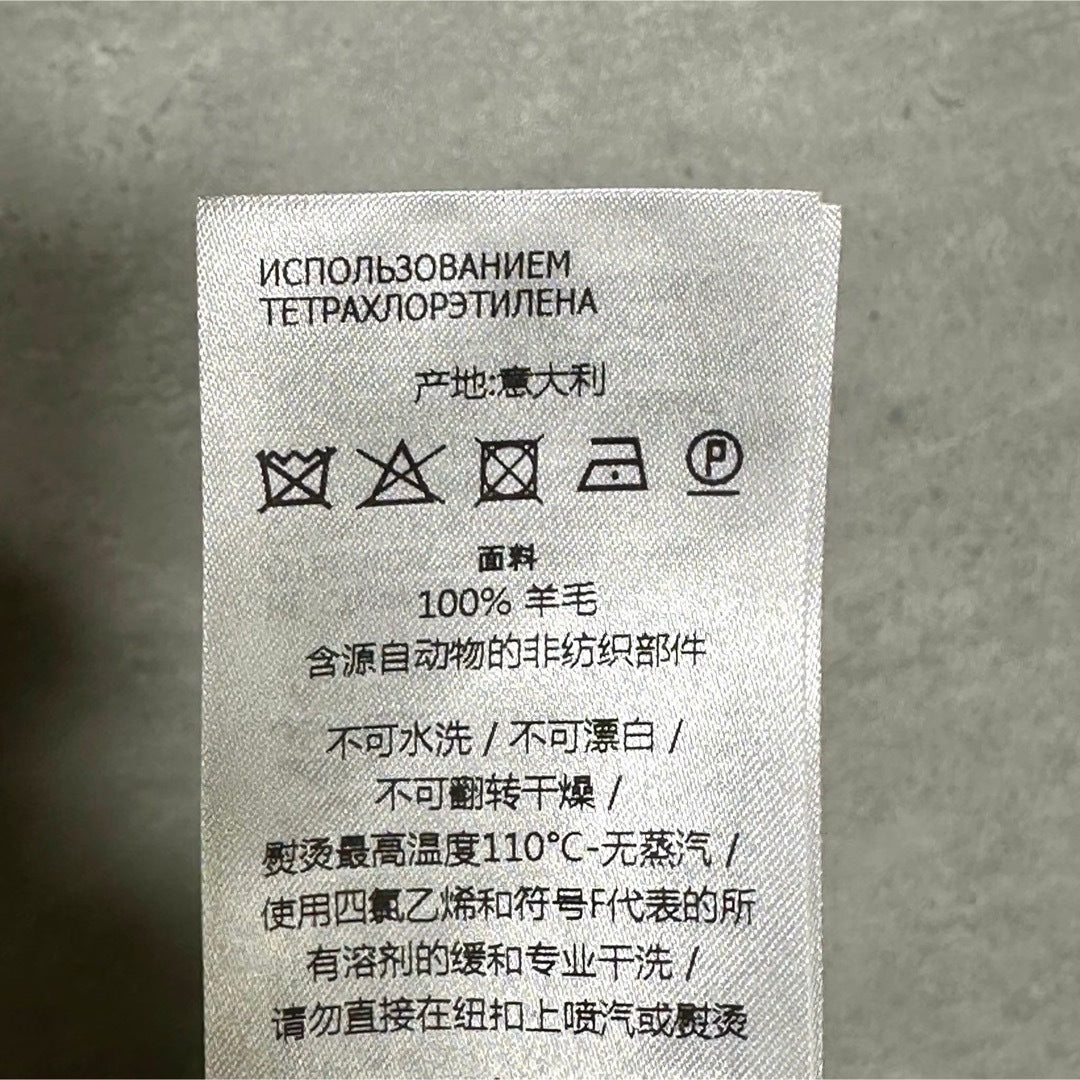 ИСПОЛЬЗОВАНИЕМ
ТЕТРАХЛОРЭТИЛЕНА
产地:意大利
P
面料
100% 羊毛
含源自动物的非纺织部件
不可水洗 / 不可漂白 /
不可翻转干燥 /
熨烫最高温度110°C-无蒸汽 /
使用四氯乙烯和符号F代表的所
有溶剂的缓和专业干洗 /
请勿直接在纽扣上喷汽或熨烫